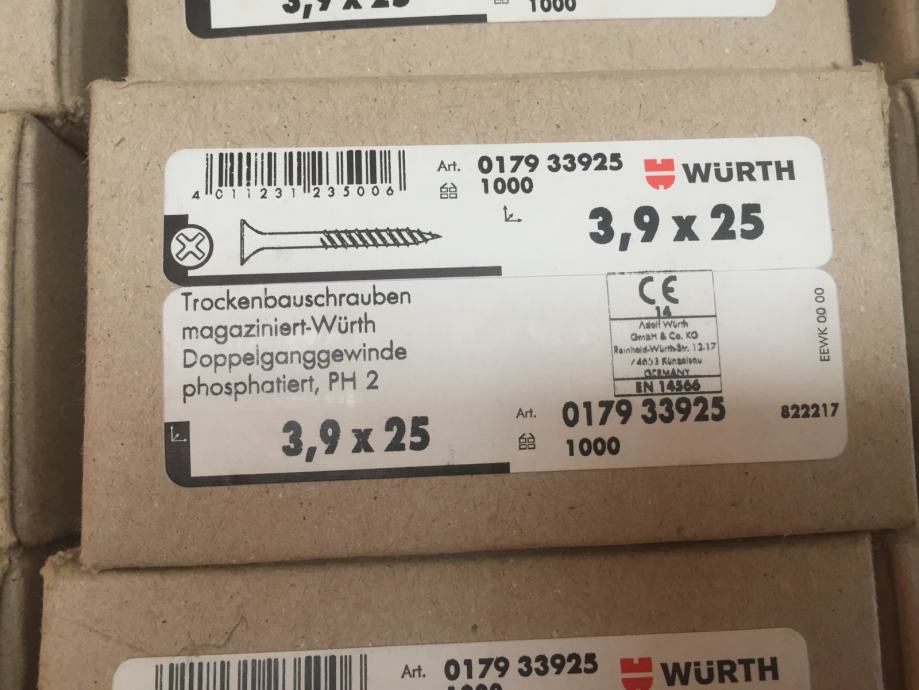 3,9 x 25
1000
4 011231 235006
Art. 0179 33925
1000
WÜRTH
3,9 x 25
Trockenbauschrauben
magaziniert-Würth
Doppelganggewinde
phosphatiert, PH 2
3,9 x 25
CE
14
Adolf Würth
GmbH & Co. KG
Reinhold-Würth-Str. 12-17
74653 Künzelsau
GERMANY
EN 14566
Art. 0179 33925
1000
EEWK 00 00
822217
Art. 0179 33925
1000
WÜRTH